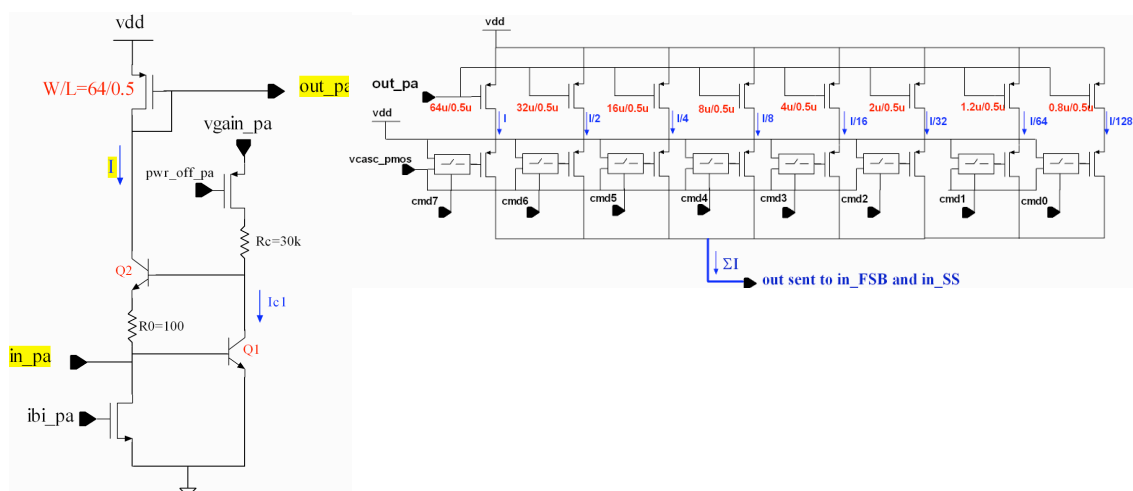 vdd
W/L=64/0.5
out_pa
vgain_pa
I
pwr_off_pa
Rc=30k
Q2
Ic1
R0=100
in_pa
Q1
ibi_pa
vdd
out_pa
64u/0.5u
32u/0.5u
16u/0.5u
8u/0.5u
4u/0.5u
2u/0.5u
1.2u/0.5u
0.8u/0.5u
vdd
I
I/2
I/4
I/8
I/16
I/32
I/64
I/128
vcasc_pmos
cmd7
cmd6
cmd5
cmd4
cmd3
cmd2
cmd1
cmd0
ΣI
out sent to in_FSB and in_SS